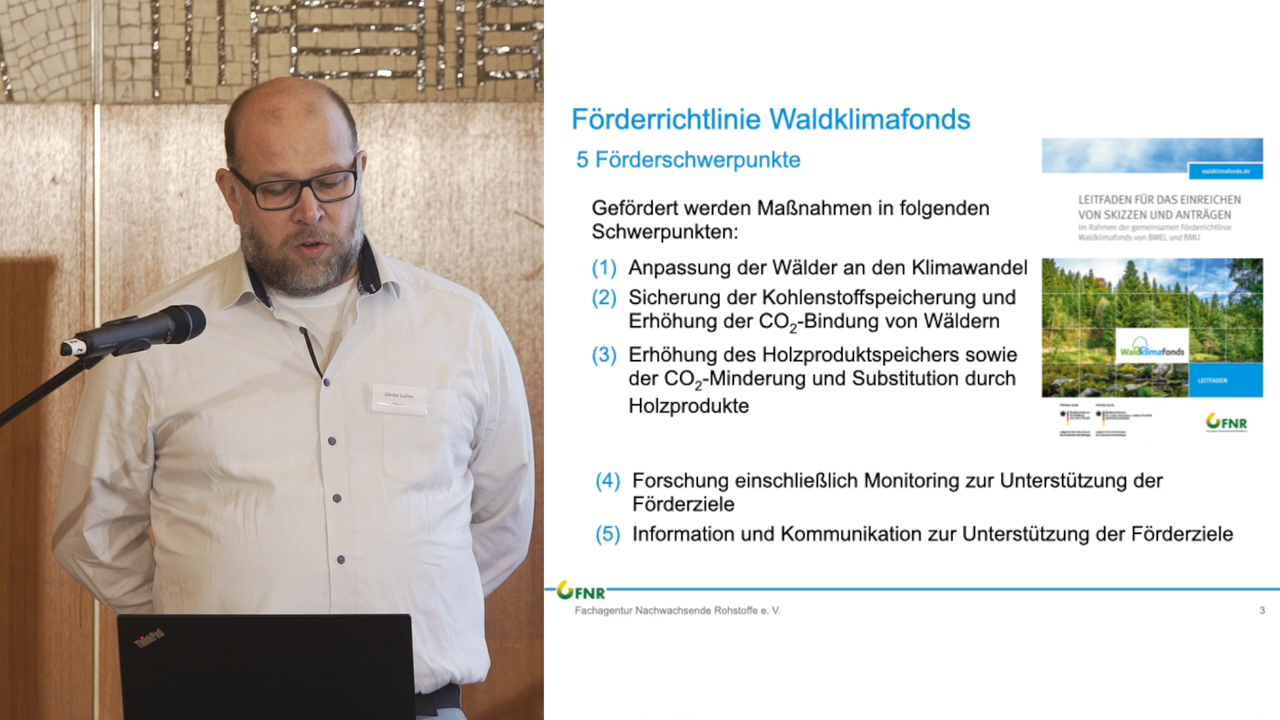 Förderrichtlinie Waldklimafonds
5 Förderschwerpunkte
Gefördert werden Maßnahmen in folgenden
Schwerpunkten:
(1) Anpassung der Wälder an den Klimawandel
(2) Sicherung der Kohlenstoffspeicherung und
Erhöhung der CO₂-Bindung von Wäldern
(3) Erhöhung des Holzproduktspeichers sowie
der CO₂-Minderung und Substitution durch
Holzprodukte
(4) Forschung einschließlich Monitoring zur Unterstützung der
Förderziele
(5) Information und Kommunikation zur Unterstützung der Förderziele
waldklimafonds.de
LEITFADEN FÜR DAS EINREICHEN
VON SKIZZEN UND ANTRÄGEN
im Rahmen der gemeinsamen Förderrichtlinie
Waldklimafonds von BMEL und BMU
Waldklimafonds
LEITFADEN
FNR
FNR
Fachagentur Nachwachsende Rohstoffe e. V.
3
ThinkPad